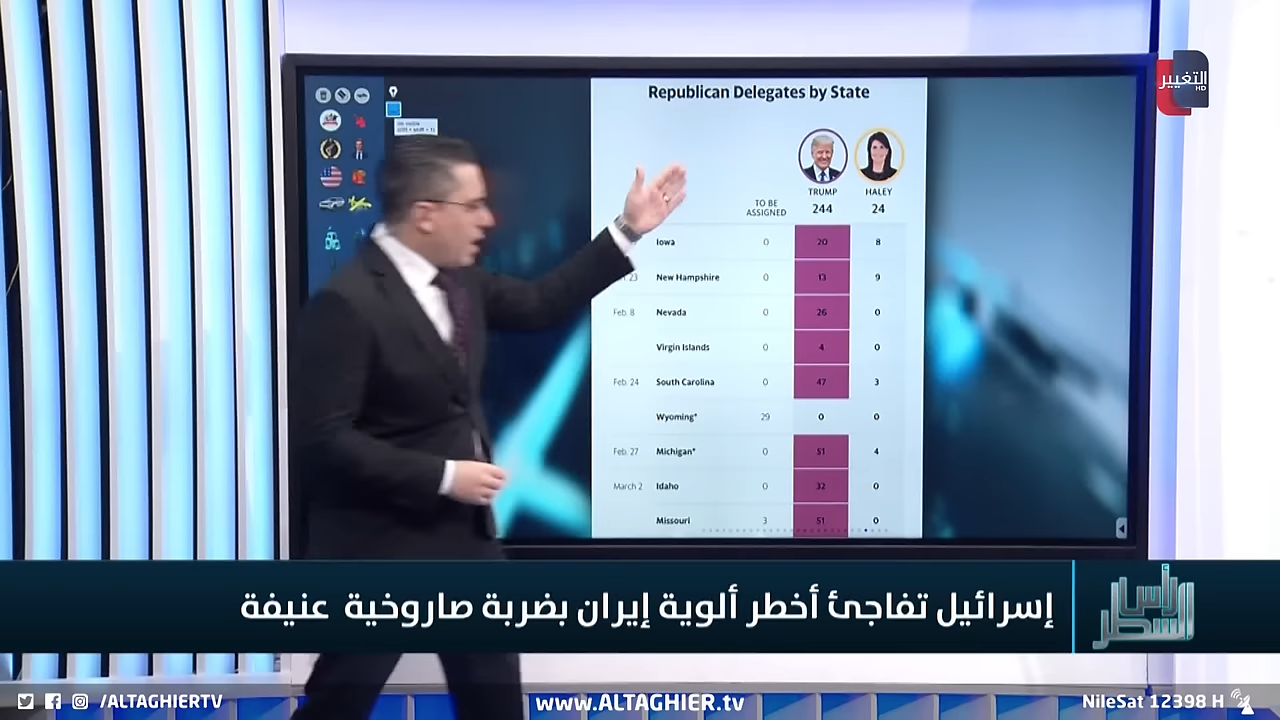 Republican Delegates by State
التغيير
HD
TRUMP HALEY
TO BE ASSIGNED 244 24
Iowa 0 20 8
23 New Hampshire 0 13 9
Feb. 8 Nevada 0 26 0
Virgin Islands 0 4 0
Feb. 24 South Carolina 0 47 3
Wyoming* 29 0 0
Feb. 27 Michigan* 0 51 4
March 2 Idaho 0 32 0
Missouri 3 51 0
إسرائيل تفاجئ أخطر ألوية إيران بضربة صاروخية عنيفة
رأس السطر
/ALTAGHIERTV
www.ALTAGHIER.tv
NileSat 12398 H